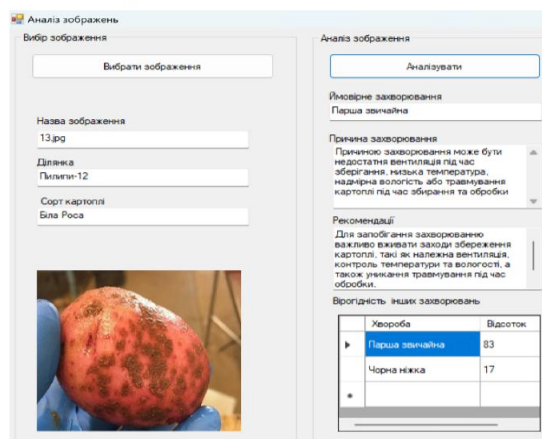 Аналіз зображень
Вибір зображення
Вибрати зображення
Назва зображення
13.jpg
Ділянка
Пилипи-12
Сорт картоплі
Біла Роса
Аналіз зображення
Аналізувати
Ймовірне захворювання
Парша звичайна
Причина захворювання
Причиною захворювання може бути
недостатня вентиляція під час
зберігання, низька температура,
надмірна вологість або травмування
картоплі під час збирання та обробки
Рекомендації
Для запобігання захворюванню
важливо вживати заходи збереження
картоплі, такі як належна вентиляція,
контроль температури та вологості, а
також уникання травмування під час
обробки.
Вірогідність інших захворювань
Хвороба Відсоток
Парша звичайна 83
Чорна ніжка 17